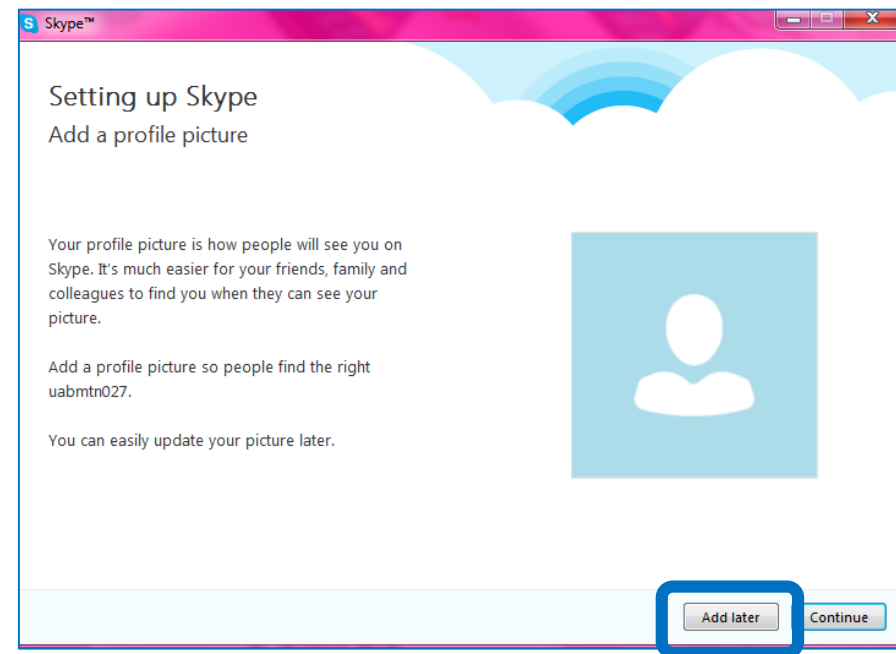 S Skype™
Setting up Skype
Add a profile picture
Your profile picture is how people will see you on
Skype. It's much easier for your friends, family and
colleagues to find you when they can see your
picture.
Add a profile picture so people find the right
uabmtn027.
You can easily update your picture later.
Add later Continue